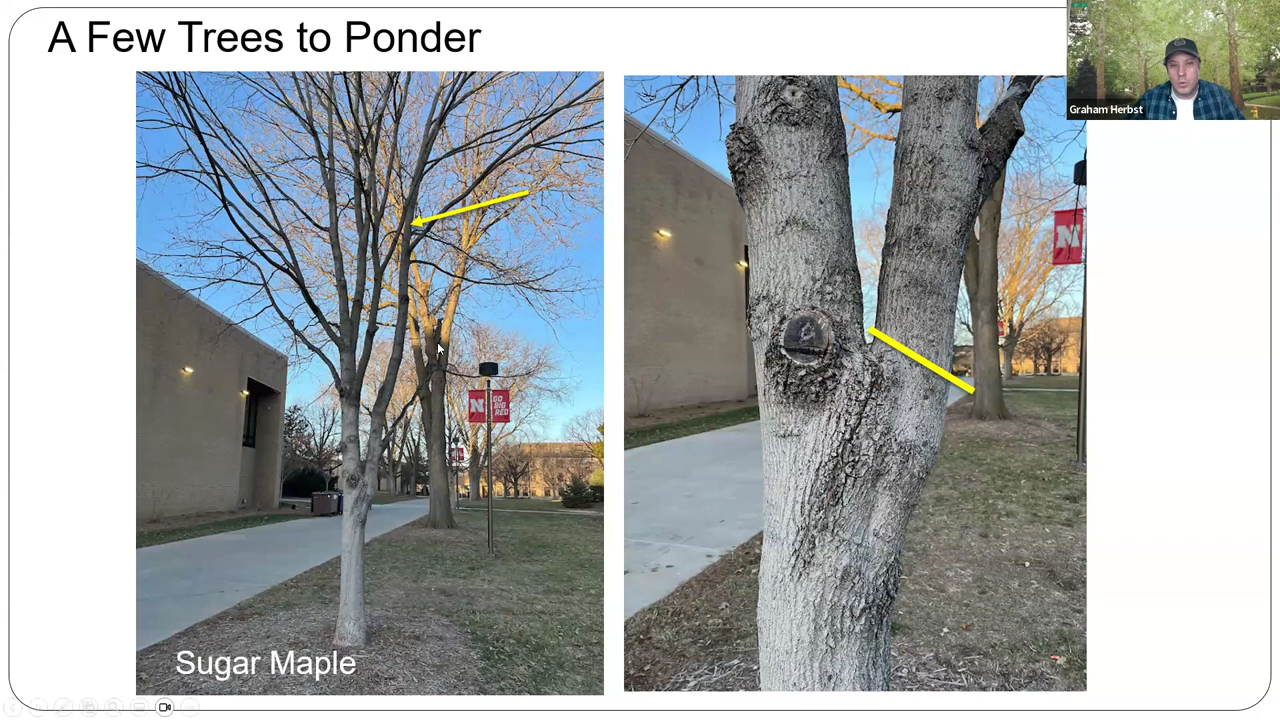 A Few Trees to Ponder
Graham Herbst
N
N GO
BIG
RED
Sugar Maple